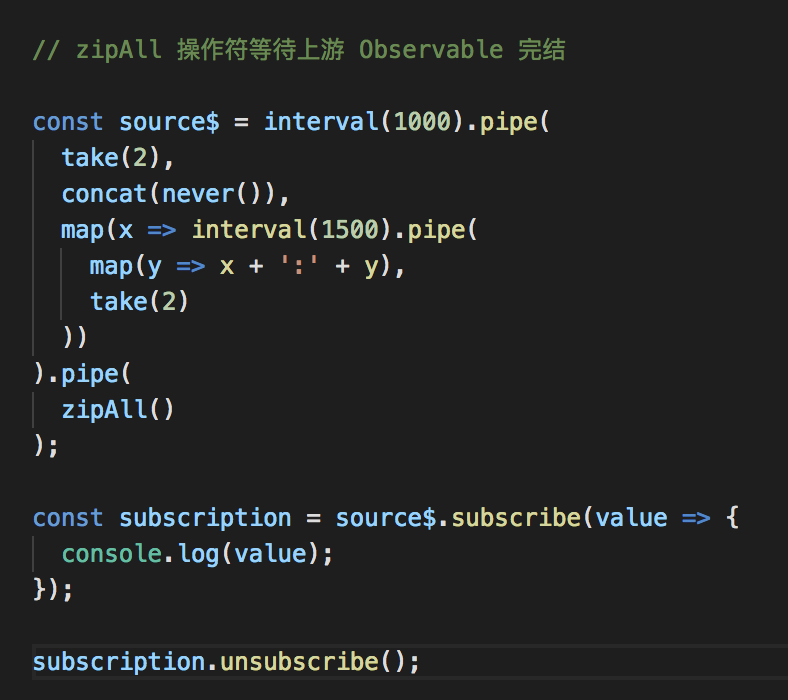 // zipAll 操作符等待上游 Observable 完结
const source$ = interval(1000).pipe(
  take(2),
  concat(never()),
  map(x => interval(1500).pipe(
    map(y => x + ':' + y),
    take(2)
  ))
).pipe(
  zipAll()
);
const subscription = source$.subscribe(value => {
  console.log(value);
});
subscription.unsubscribe();